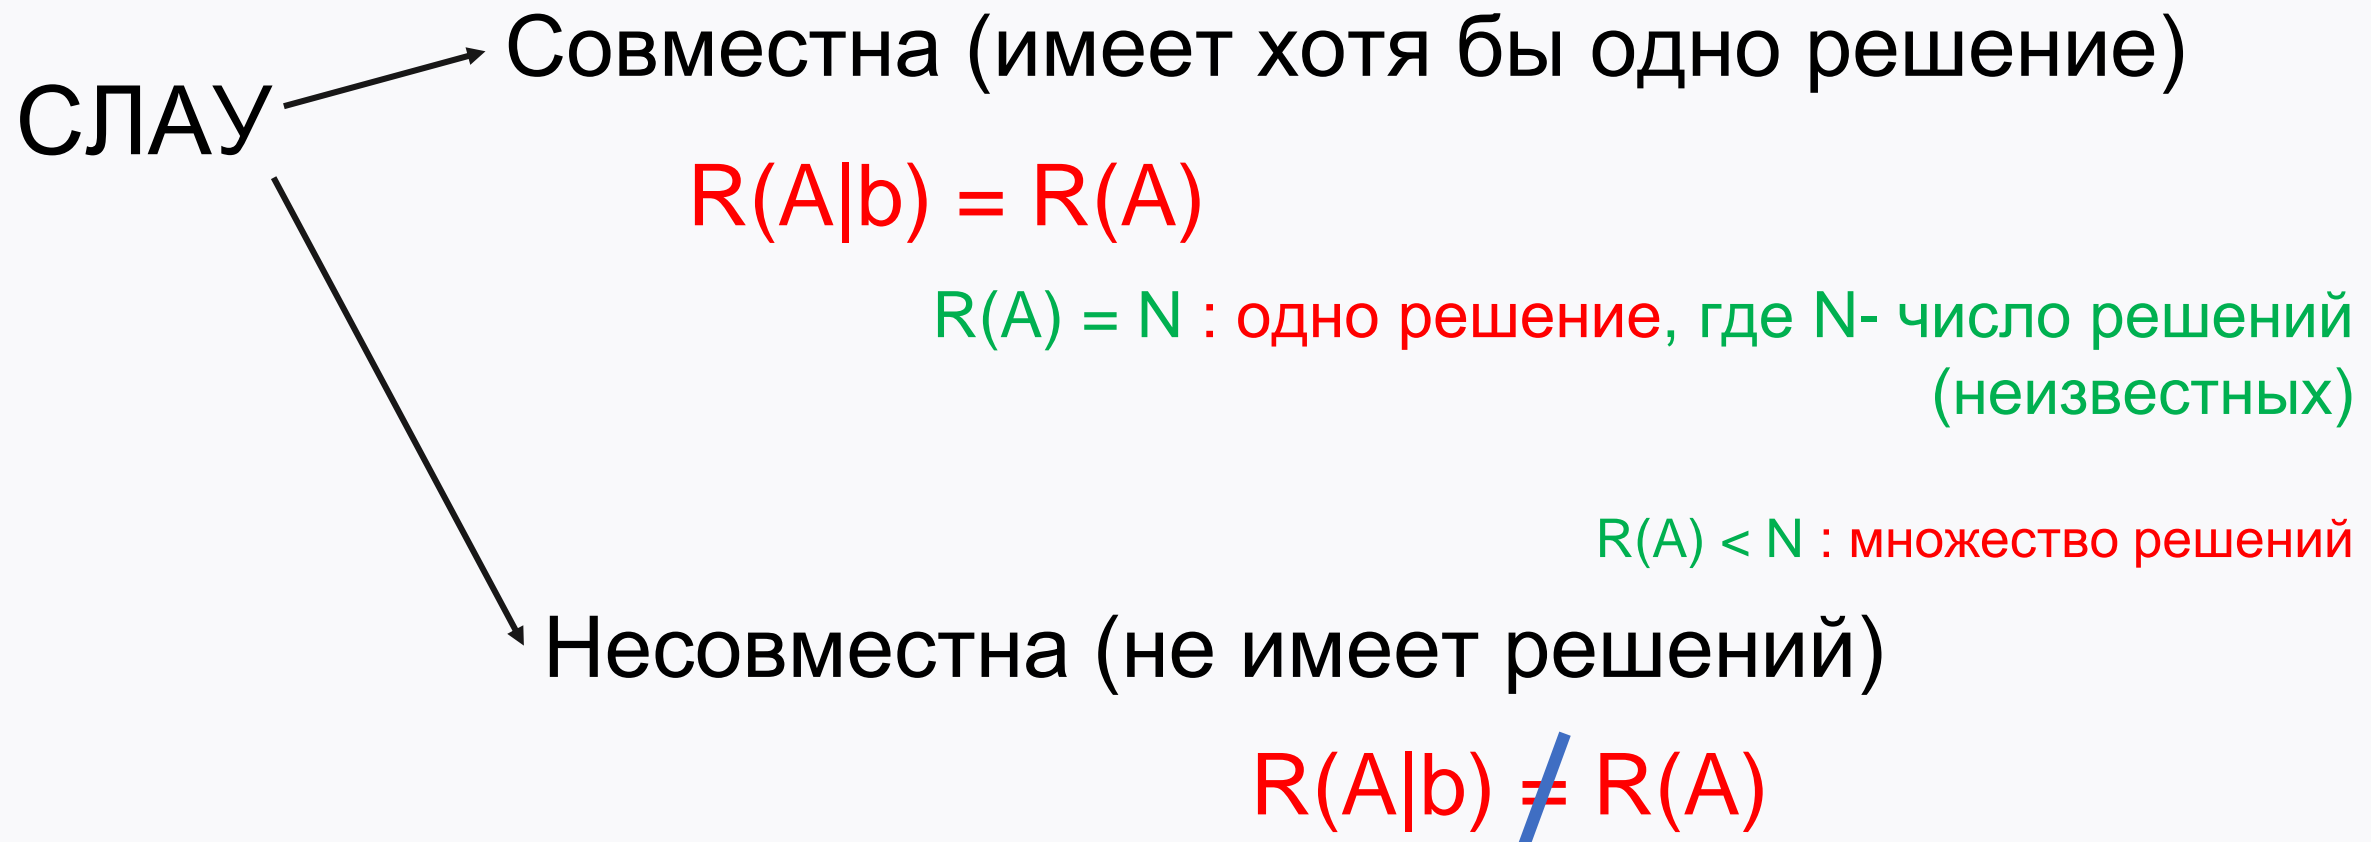 Совместна (имеет хотя бы одно решение)
СЛАУ
R(A|b) = R(A)
R(A) = N : одно решение, где N- число решений
(неизвестных)
R(A) < N : множество решений
Несовместна (не имеет решений)
R(A|b) ≠ R(A)